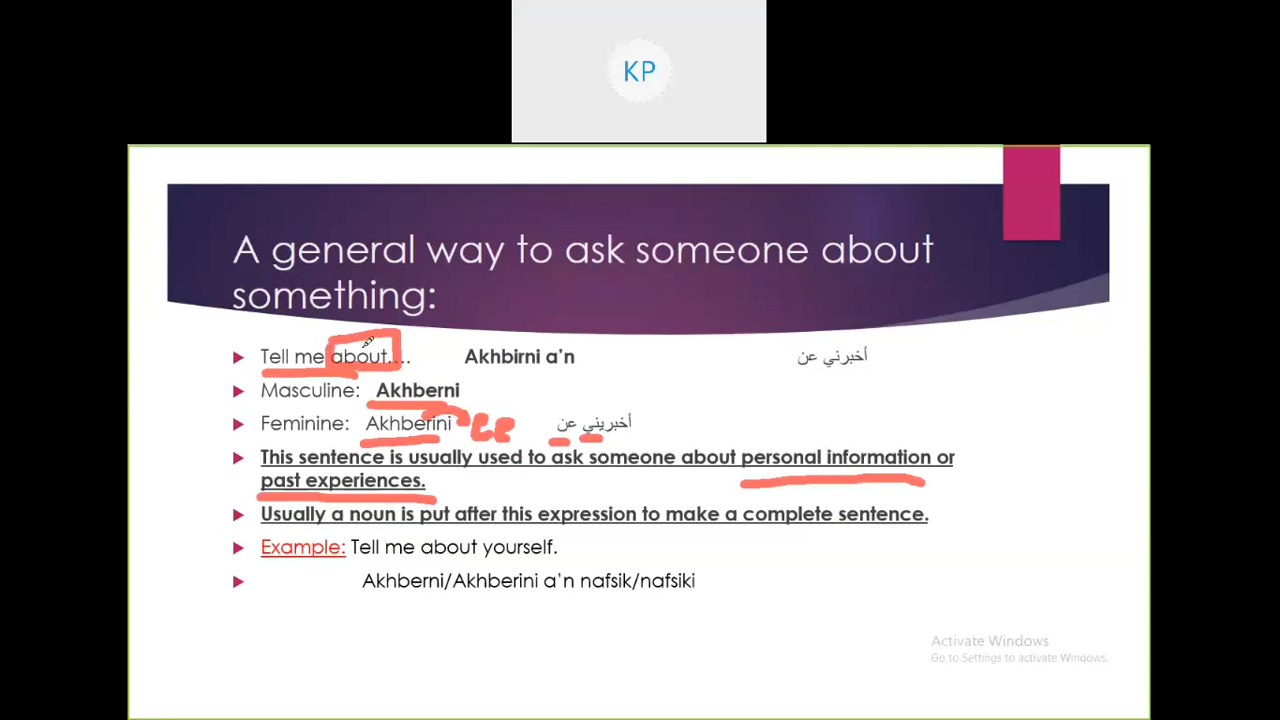 KP
A general way to ask someone about
something:
Tell me about.... Akhbirni a'n أخبرني عن
Masculine: Akhberni
Feminine: Akhberini ee أخبريني عن
This sentence is usually used to ask someone about personal information or
past experiences.
Usually a noun is put after this expression to make a complete sentence.
Example: Tell me about yourself.
Akhberni/Akhberini a'n nafsik/nafsiki
Activate Windows
Go to Settings to activate Windows.